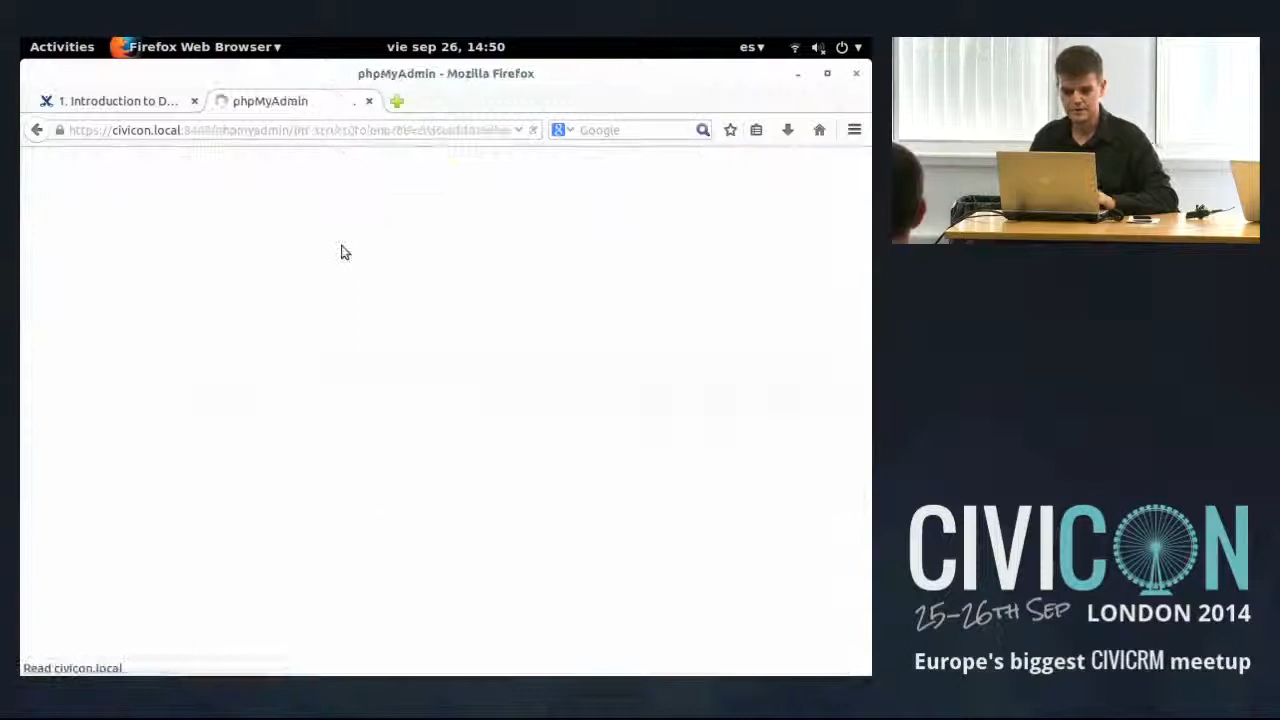 Activities Firefox Web Browser vie sep 26, 14:50 es
phpMyAdmin - Mozilla Firefox
1. Introduction to D... phpMyAdmin
https://civicon.local Google
Read civicon.local
CIVICON
25-26TH SEP LONDON 2014
Europe's biggest CIVICRM meetup